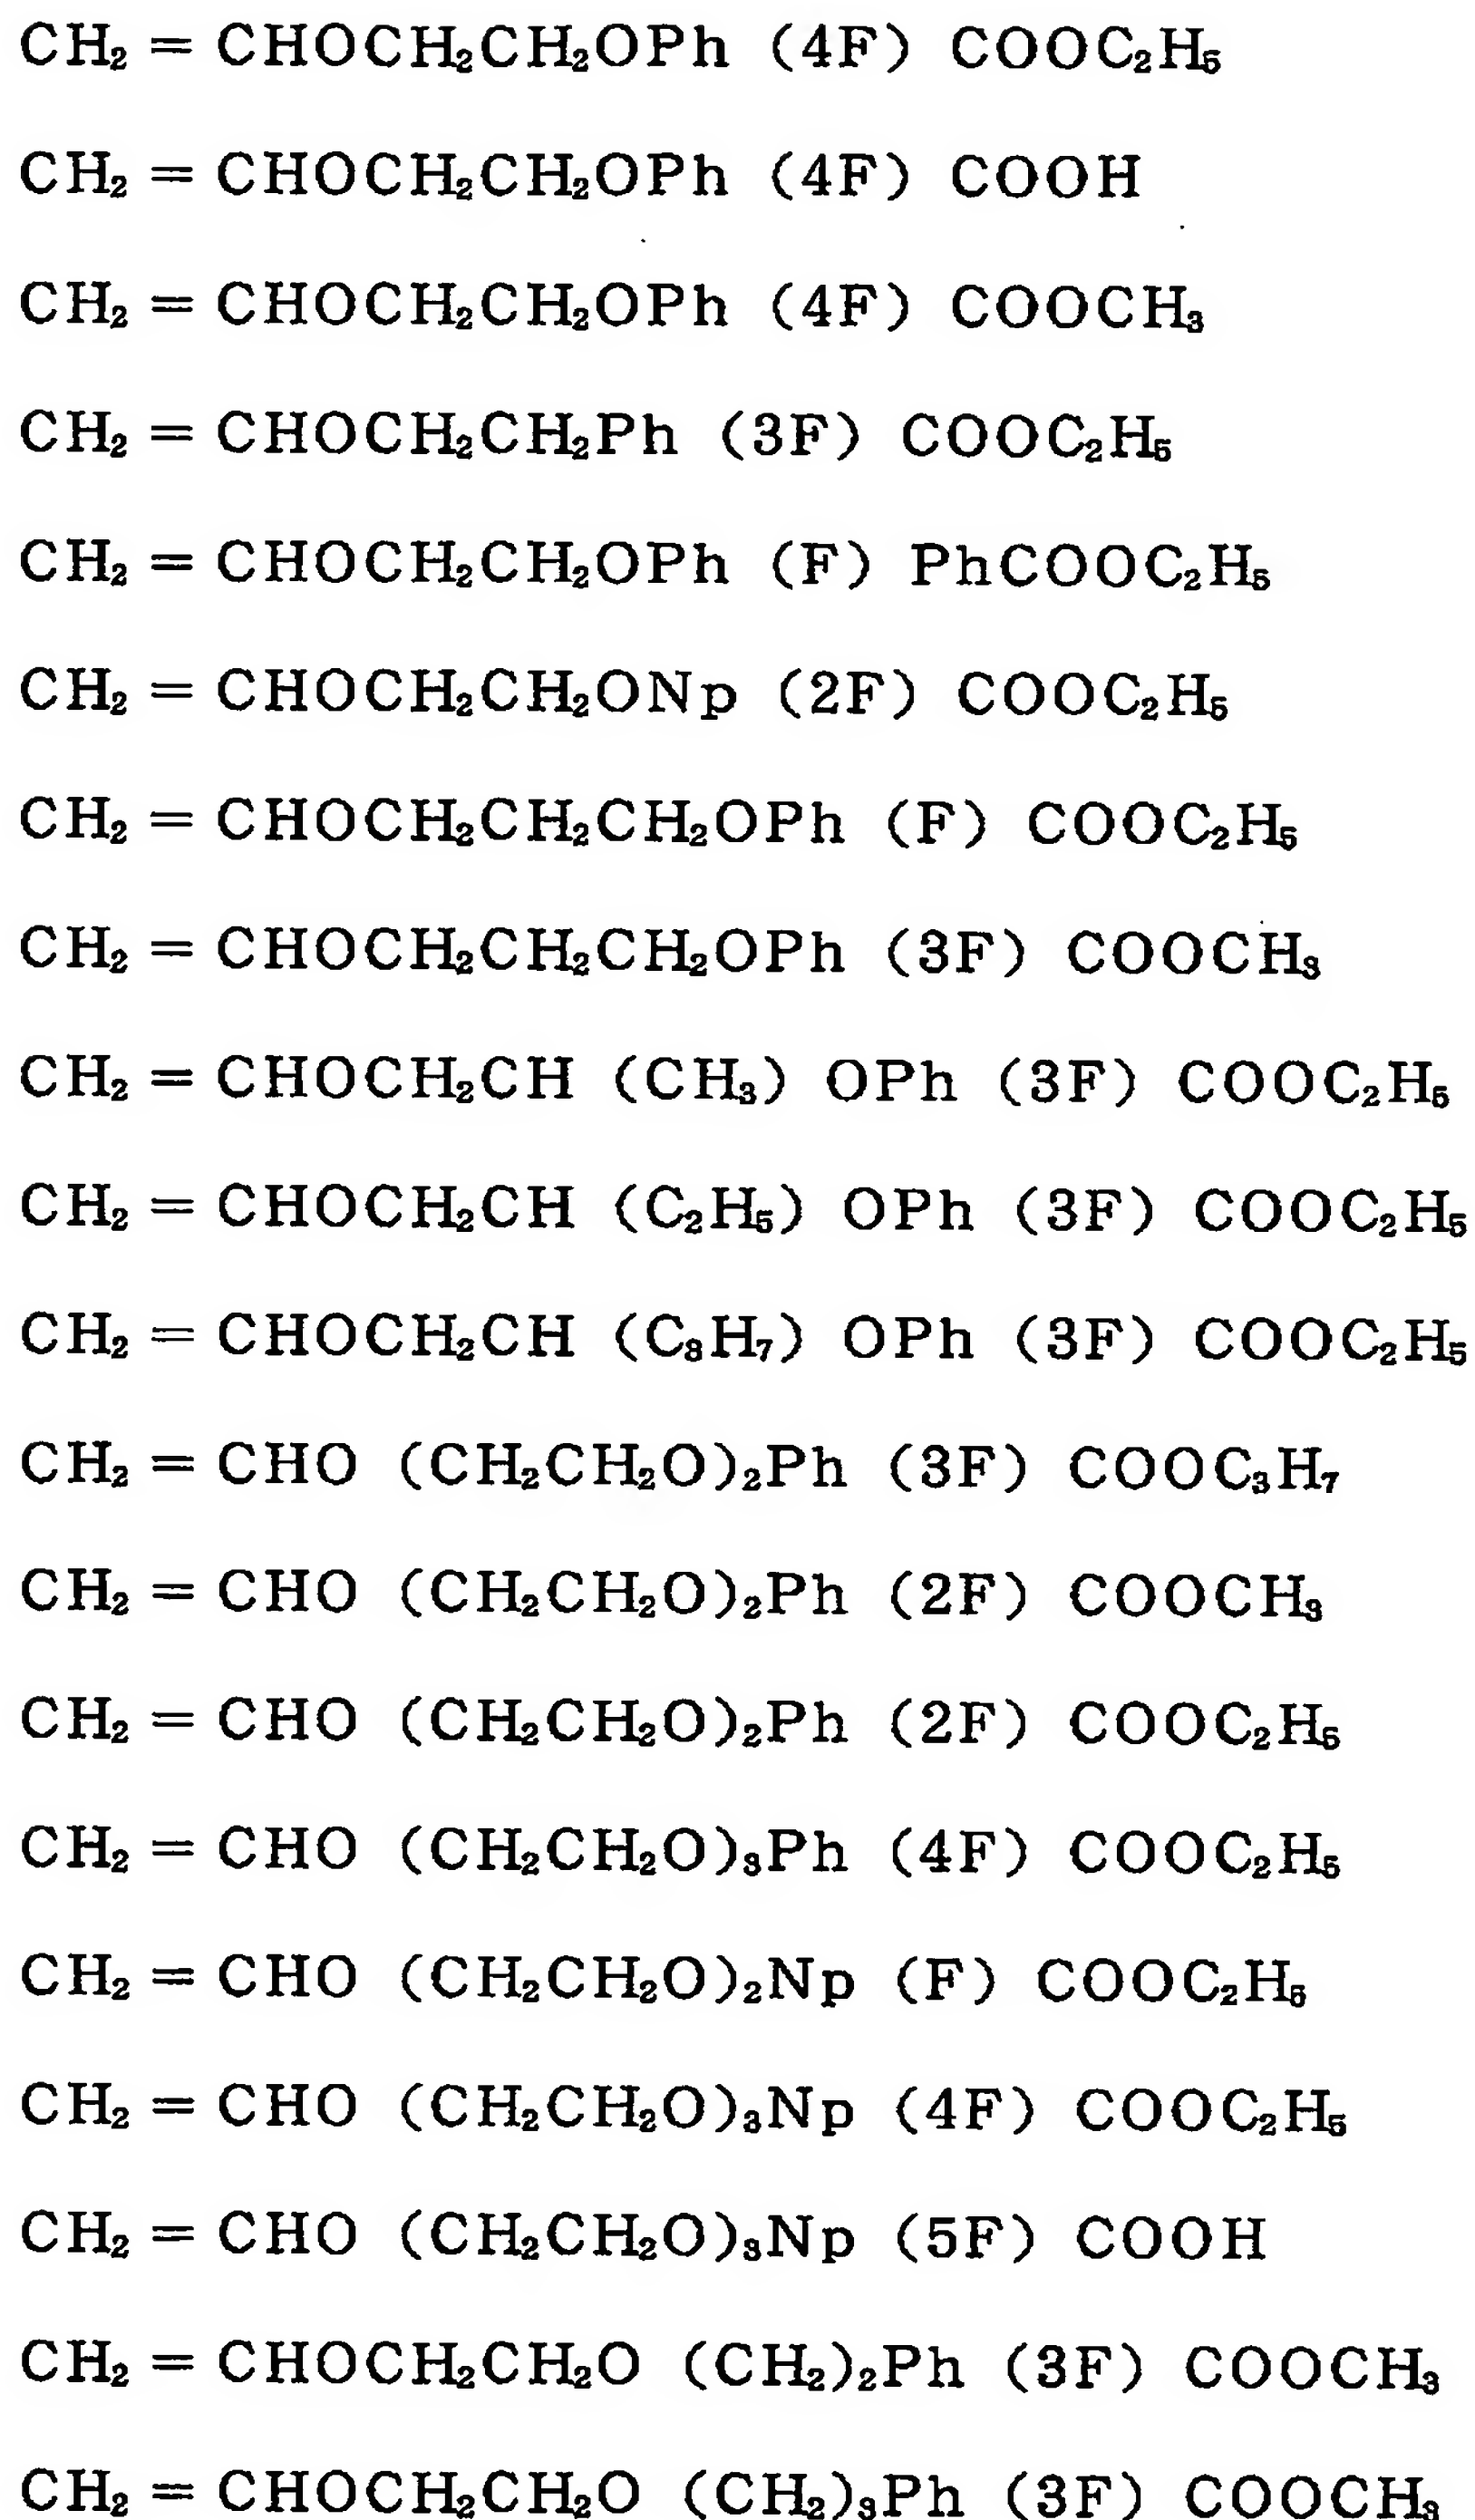 CH₂ = CHOCH₂CH₂OPh (4F) COOC₂H₅
CH₂ = CHOCH₂CH₂OPh (4F) COOH
CH₂ = CHOCH₂CH₂OPh (4F) COOCH₃
CH₂ = CHOCH₂CH₂Ph (3F) COOC₂H₅
CH₂ = CHOCH₂CH₂OPh (F) PhCOOC₂H₅
CH₂ = CHOCH₂CH₂ONp (2F) COOC₂H₅
CH₂ = CHOCH₂CH₂CH₂OPh (F) COOC₂H₅
CH₂ = CHOCH₂CH₂CH₂OPh (3F) COOCH₃
CH₂ = CHOCH₂CH (CH₃) OPh (3F) COOC₂H₅
CH₂ = CHOCH₂CH (C₂H₅) OPh (3F) COOC₂H₅
CH₂ = CHOCH₂CH (C₃H₇) OPh (3F) COOC₂H₅
CH₂ = CHO (CH₂CH₂O)₂Ph (3F) COOC₃H₇
CH₂ = CHO (CH₂CH₂O)₂Ph (2F) COOCH₃
CH₂ = CHO (CH₂CH₂O)₂Ph (2F) COOC₂H₅
CH₂ = CHO (CH₂CH₂O)₃Ph (4F) COOC₂H₅
CH₂ = CHO (CH₂CH₂O)₂Np (F) COOC₂H₅
CH₂ = CHO (CH₂CH₂O)₃Np (4F) COOC₂H₅
CH₂ = CHO (CH₂CH₂O)₃Np (5F) COOH
CH₂ = CHOCH₂CH₂O (CH₂)₂Ph (3F) COOCH₃
CH₂ = CHOCH₂CH₂O (CH₂)₃Ph (3F) COOCH₃